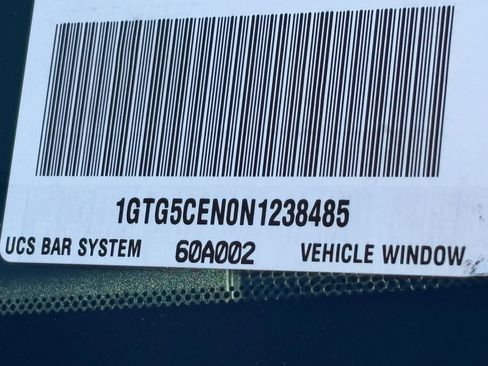 1GTG5CEN0N1238485
UCS BAR SYSTEM 60A002 VEHICLE WINDOW